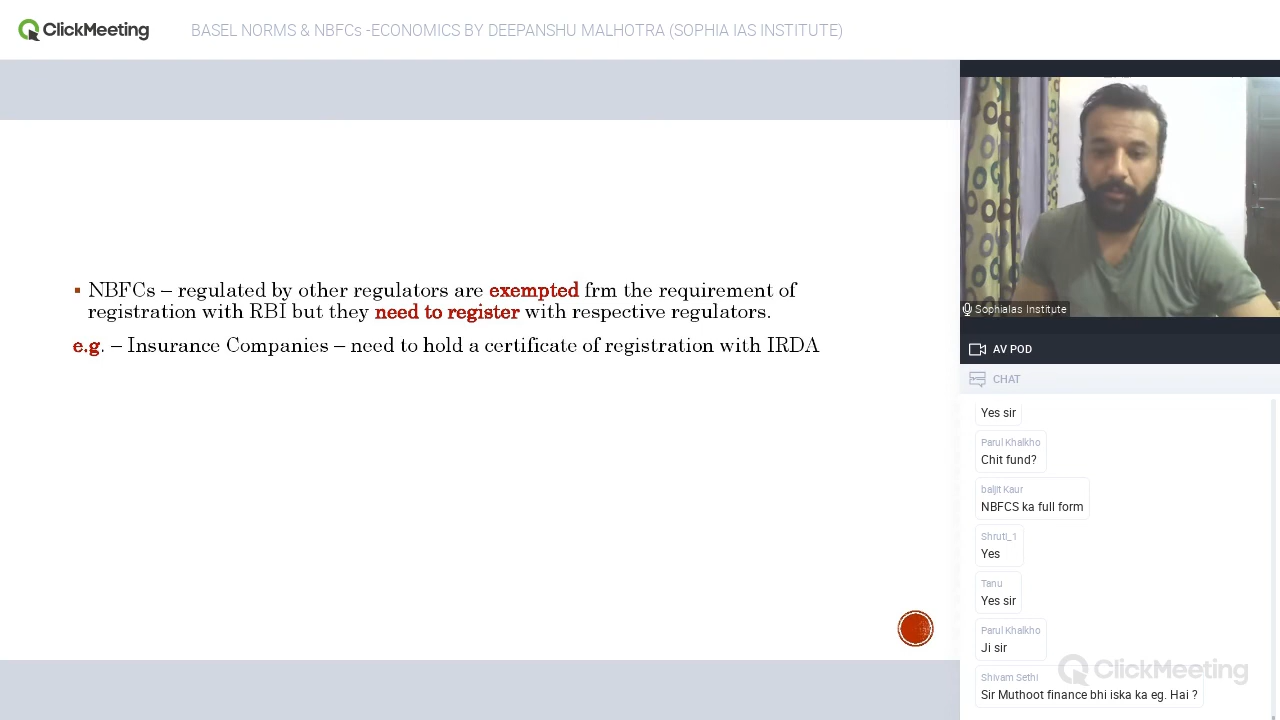 ClickMeeting
BASEL NORMS & NBFCs -ECONOMICS BY DEEPANSHU MALHOTRA (SOPHIA IAS INSTITUTE)
NBFCs – regulated by other regulators are exempted frm the requirement of
registration with RBI but they need to register with respective regulators.
e.g. – Insurance Companies – need to hold a certificate of registration with IRDA
SophiaIas Institute
AV POD
CHAT
Yes sir
Parul Khalkho
Chit fund?
baljit Kaur
NBFCS ka full form
Shruti_1
Yes
Tanu
Yes sir
Parul Khalkho
Ji sir
Shivam Sethi
Sir Muthoot finance bhi iska ka eg. Hai ?
ClickMeeting